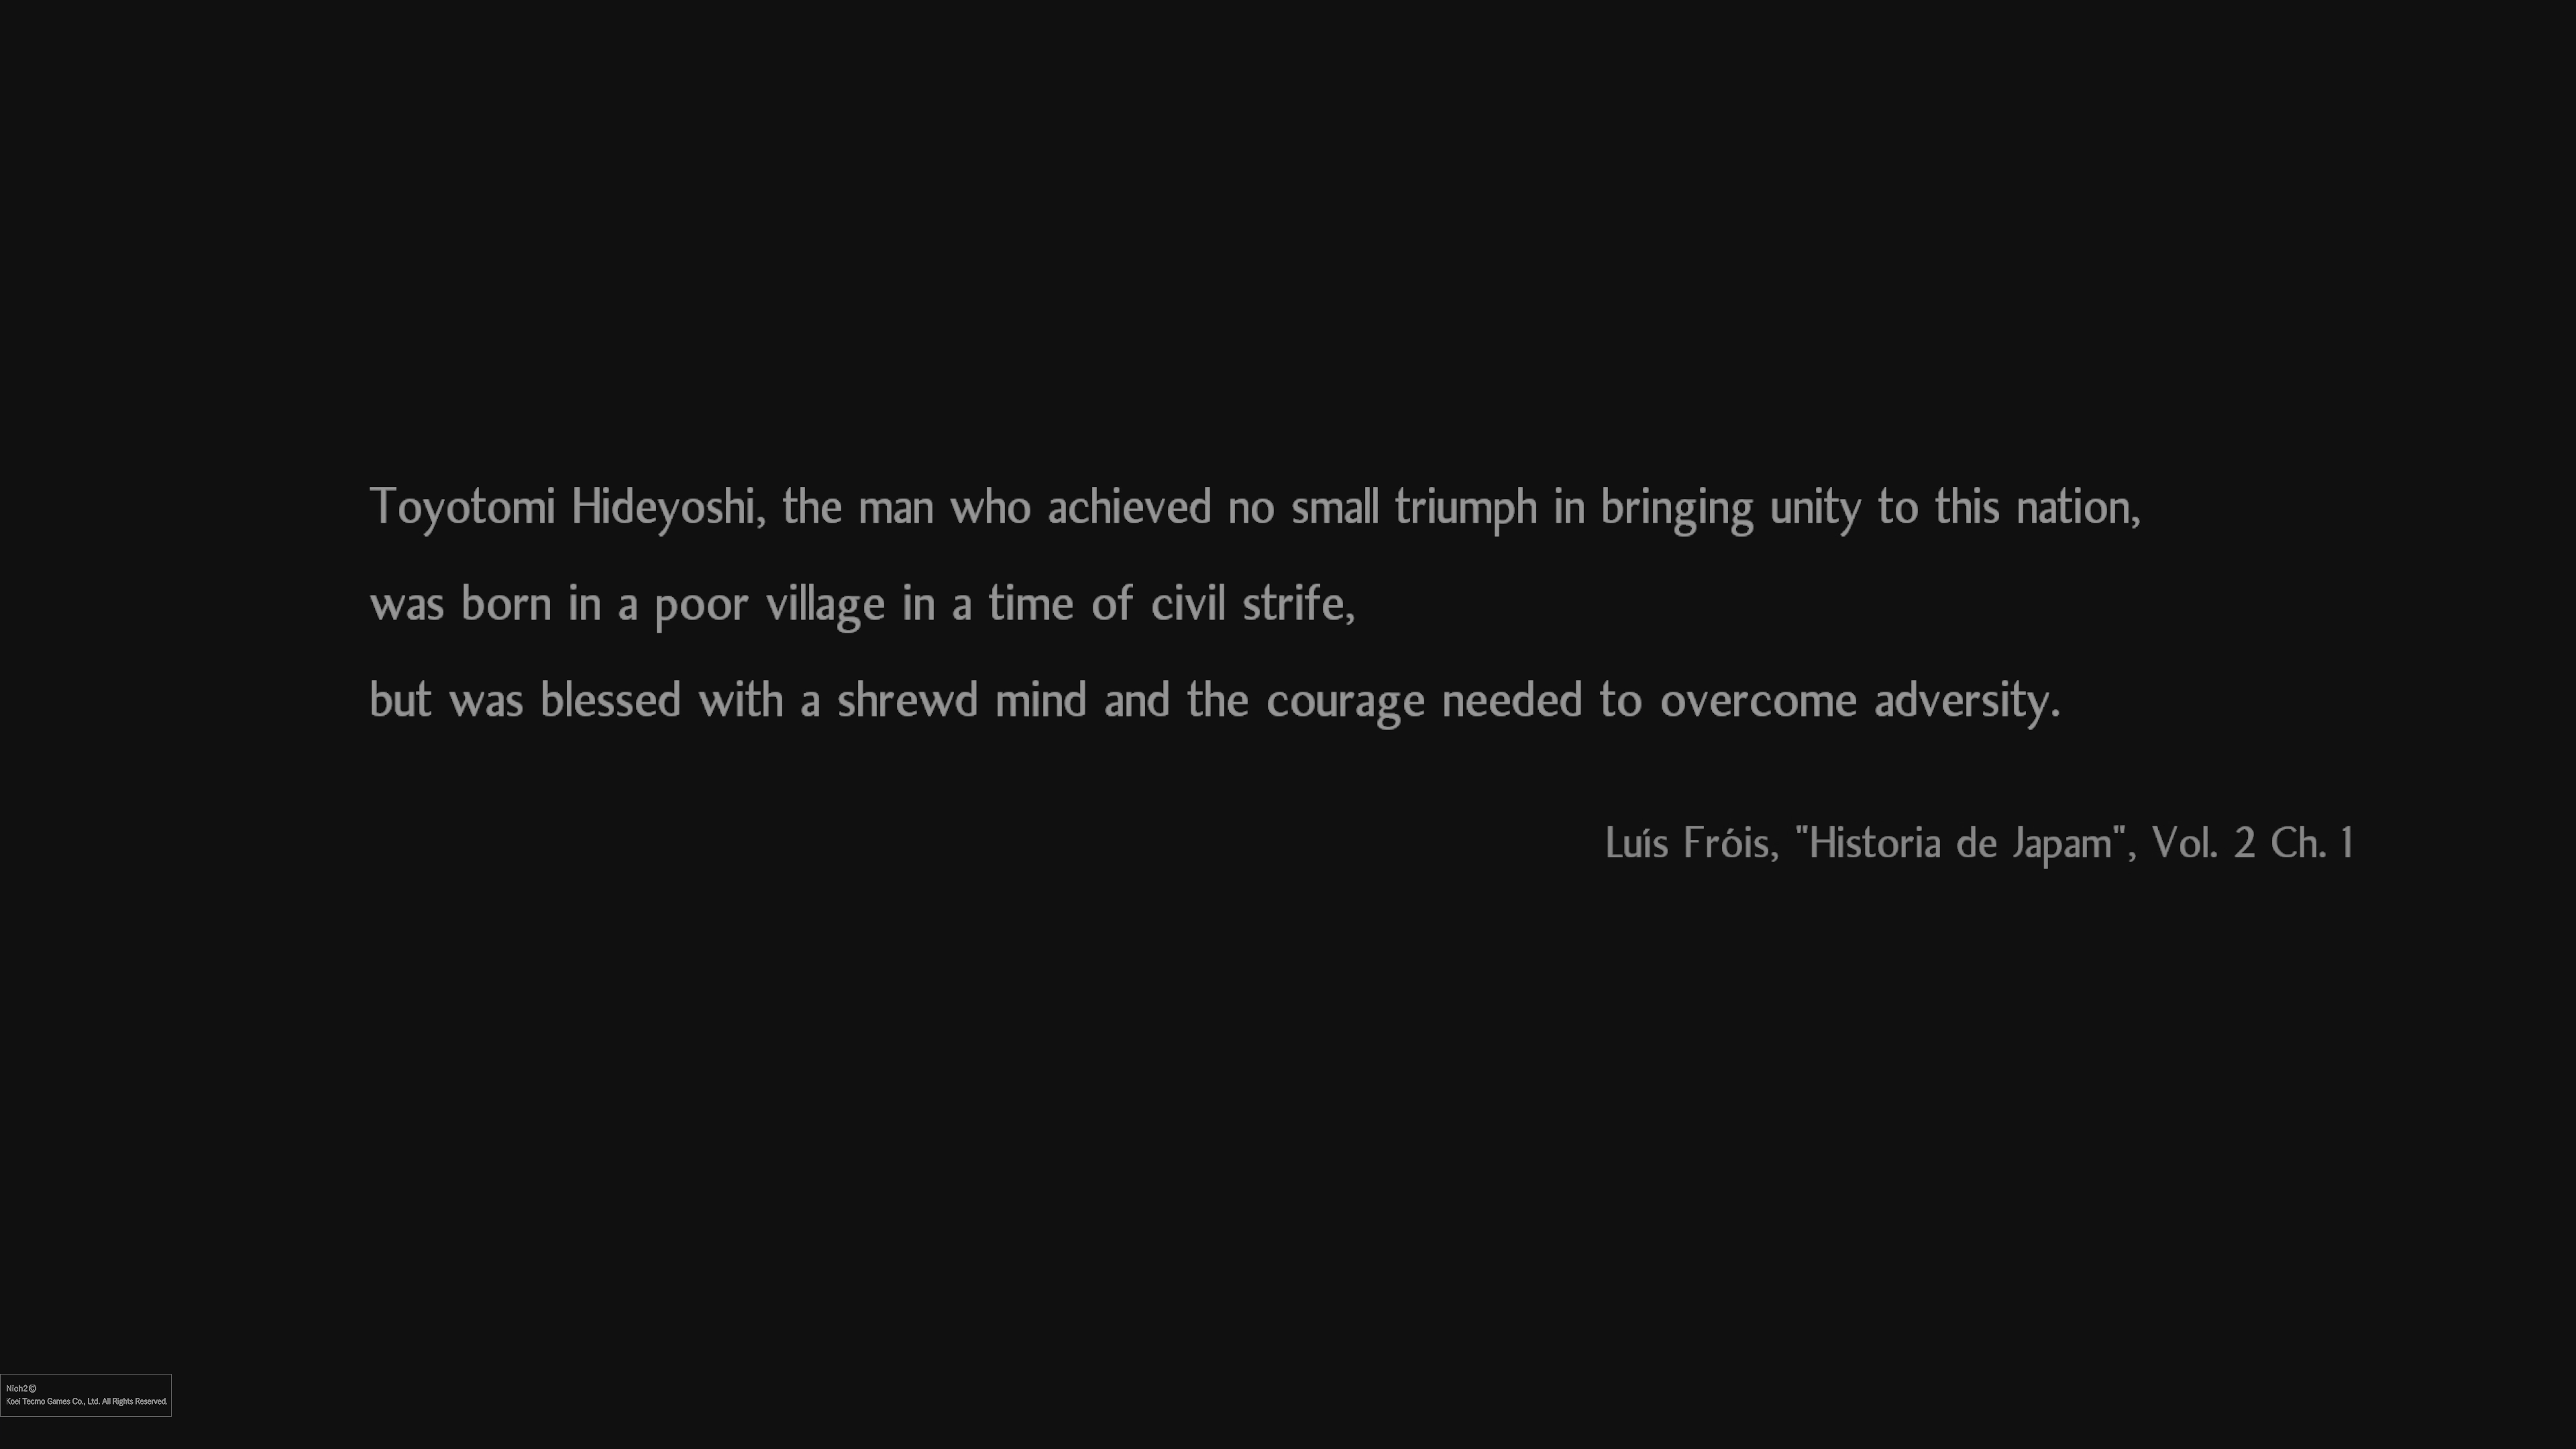 Toyotomi Hideyoshi, the man who achieved no small triumph in bringing unity to this nation,
was born in a poor village in a time of civil strife,
but was blessed with a shrewd mind and the courage needed to overcome adversity.
Luís Fróis, "Historia de Japam", Vol. 2 Ch. 1
Nioh2©
Koei Tecmo Games Co., Ltd. All Rights Reserved.